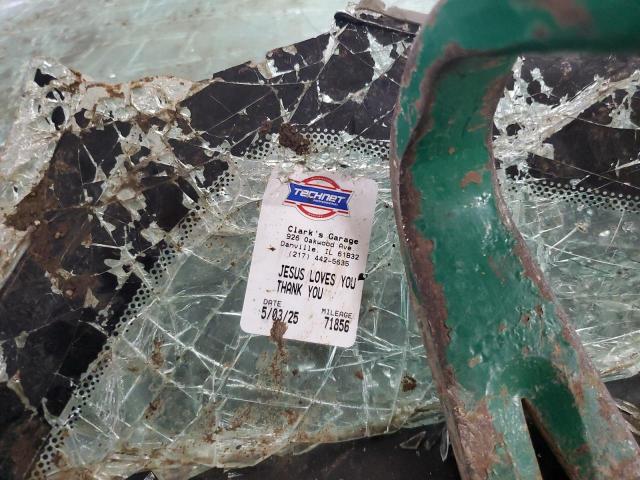 TECHNET
Clark's Garage
926 Oakwood Ave
Danville, IL 61832
(217) 442-5635
JESUS LOVES YOU
THANK YOU
DATE MILEAGE
5/03/25 71856